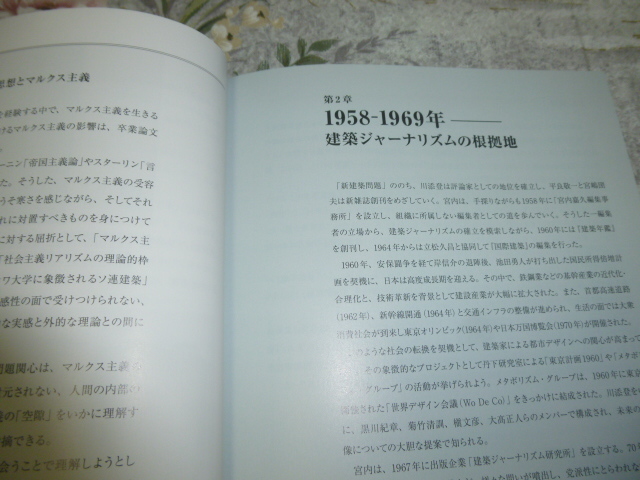 思想とマルクス主義
を経験する中で、マルクス主義を生きる
けるマルクス主義の影響は、卒業論文
る。
ーニン「帝国主義論」やスターリン「言
た。そうした、マルクス主義の受容
うそ寒さを感じながら、そしてそれ
れに対置すべきものを身につけて
に対する屈折として、「マルクス主
「社会主義リアリズムの理論的枠
ワ大学に象徴されるソ連建築」
感性の面で受けつけられない、
な実感と外的な理論との間に
問題関心は、マルクス主義
元されない、人間の内部の
の「空隙」をいかに理解す
摘できる。
合うことで理解しようとし
第2章
1958-1969年――
建築ジャーナリズムの根拠地
「新建築問題」ののち、川添登は評論家としての地位を確立し、平良敬一と宮嶋圀
夫は新雑誌創刊をめざしていく。宮内は、手探りながらも1958年に「宮内嘉久編集事
務所」を設立し、組織に所属しない編集者としての道を歩んでいく。そうした一編集
者の立場から、建築ジャーナリズムの確立を模索しながら、1960年には『建築年鑑』
を創刊し、1964年からは立松久昌と協同して『国際建築』の編集を行った。
1960年、安保闘争を経て岸信介の退陣後、池田勇人が打ち出した国民所得倍増計
画を契機に、日本は高度成長期を迎える。その中で、鉄鋼業などの基幹産業の近代化・
合理化と、技術革新を背景として建設産業が大幅に拡大された。また、首都高速道路
(1962年)、新幹線開通(1964年)と交通インフラの整備が進められ、生活の面では大衆
消費社会が到来し東京オリンピック(1964年)や日本万国博覧会(1970年)が開催された。
のような社会の転換を契機として、建築家による都市デザインへの関心が高まって
その象徴的なプロジェクトとして丹下研究室による「東京計画1960」や「メタボ
グループ」の活動が挙げられよう。メタボリズム・グループは、1960年に東京
開催された「世界デザイン会議(Wo De Co)」をきっかけに結成された。川添登を
に、黒川紀章、菊竹清訓、槇文彦、大髙正人らのメンバーで構成され、未来の
像についての大胆な提案で知られる。
宮内は、1967年に出版企業「建築ジャーナリズム研究所」を設立する。70
問いが噴出し、党派性にとらわれな